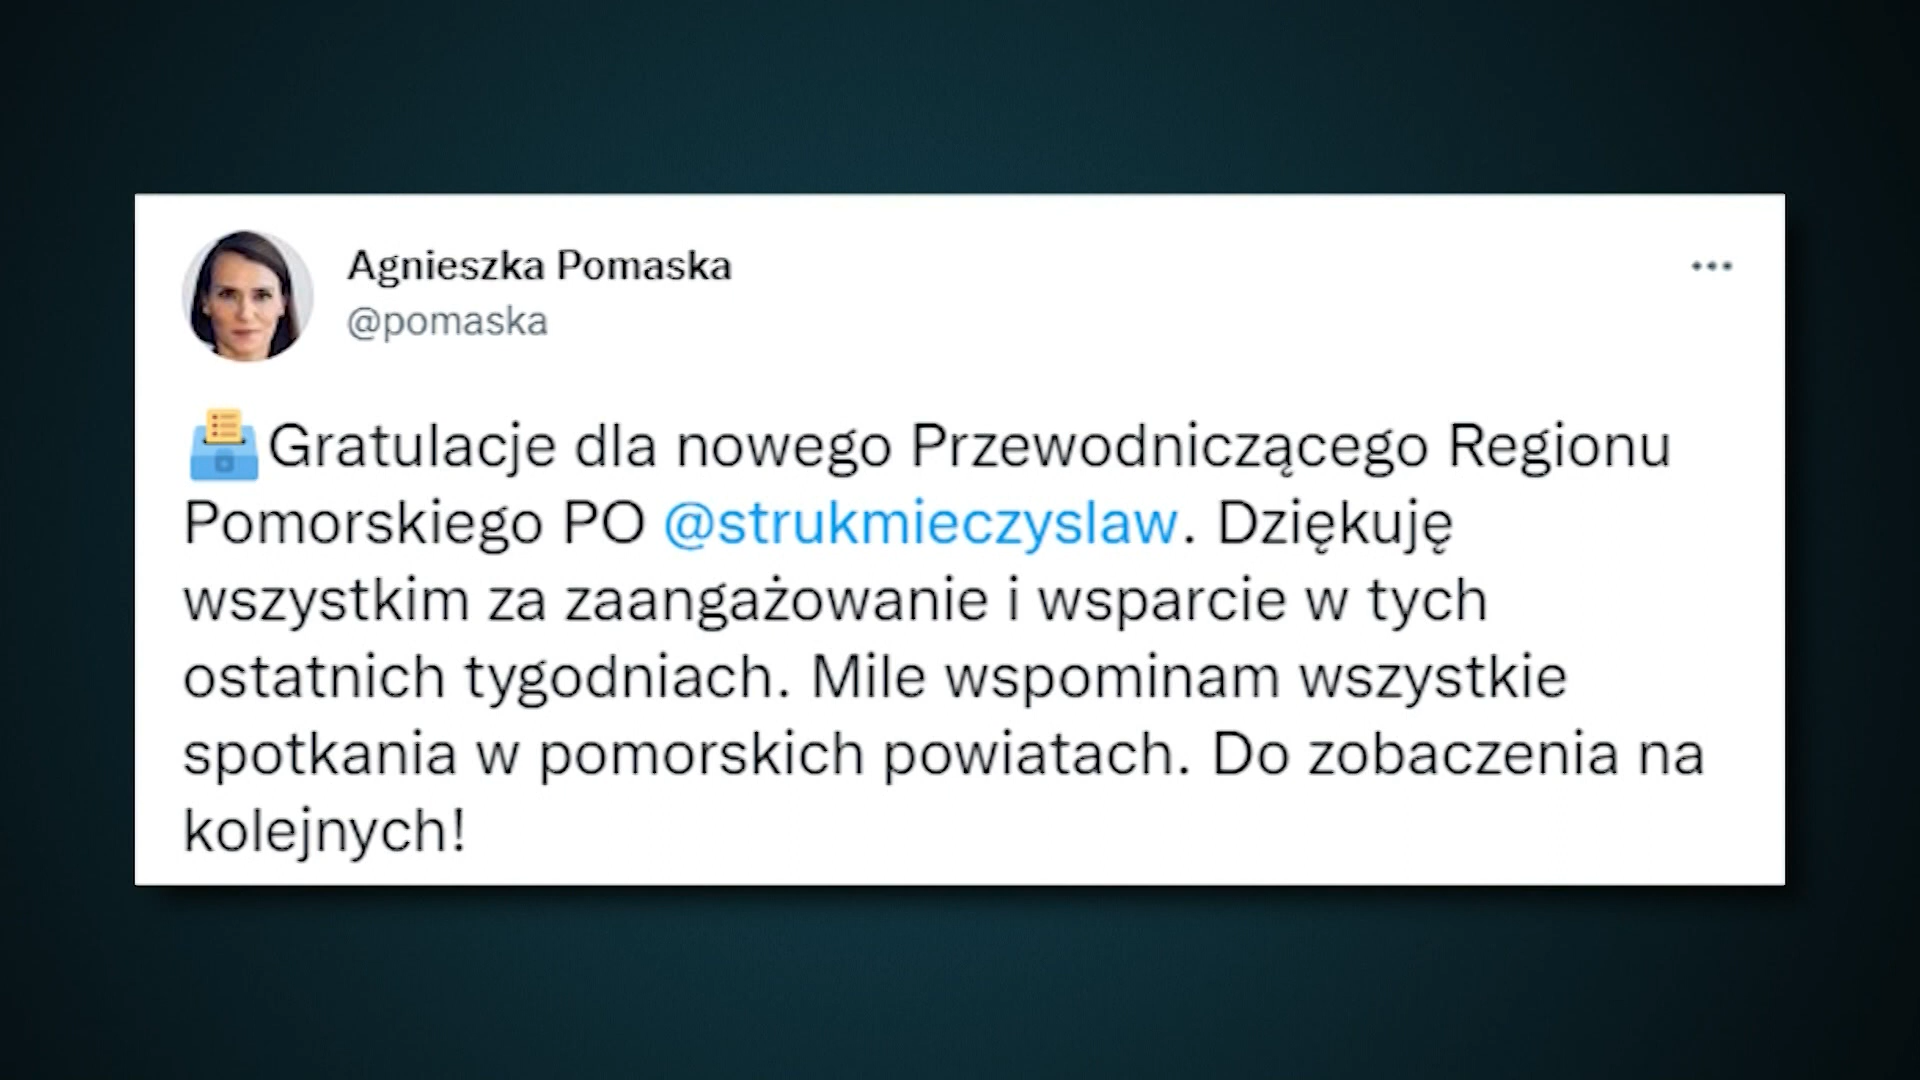 Agnieszka Pomaska
@pomaska
Gratulacje dla nowego Przewodniczącego Regionu
Pomorskiego PO @strukmieczyslaw. Dziękuję
wszystkim za zaangażowanie i wsparcie w tych
ostatnich tygodniach. Mile wspominam wszystkie
spotkania w pomorskich powiatach. Do zobaczenia na
kolejnych!